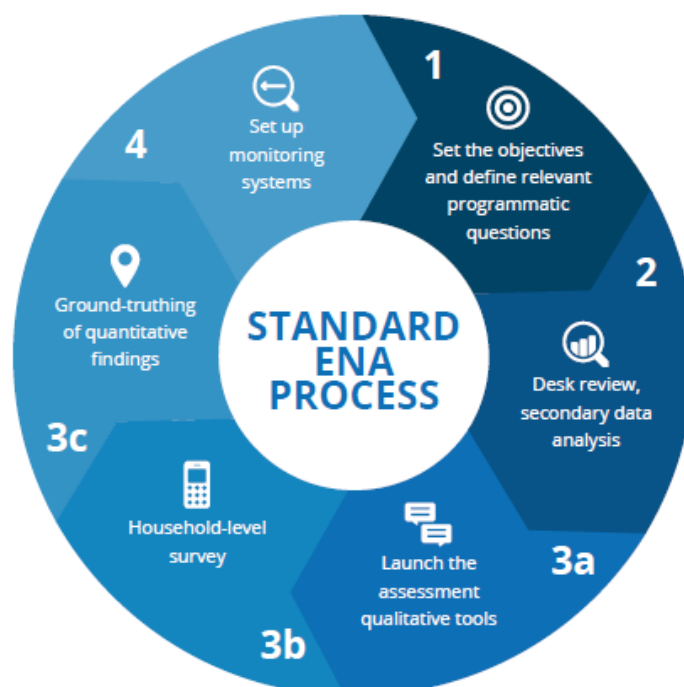 STANDARD
ENA
PROCESS
1
Set the objectives
and define relevant
programmatic
questions
2
Desk review,
secondary data
analysis
3a
Launch the
assessment
qualitative tools
3b
Household-level
survey
3c
Ground-truthing
of quantitative
findings
4
Set up
monitoring
systems